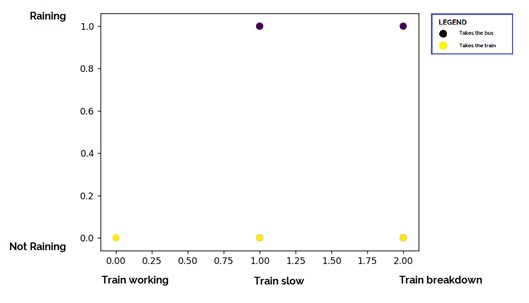 Raining
1.0
0.8
0.6
0.4
0.2
0.0
Not Raining
0.00 0.25 0.50 0.75 1.00 1.25 1.50 1.75 2.00
Train working Train slow Train breakdown
LEGEND
Takes the bus
Takes the train